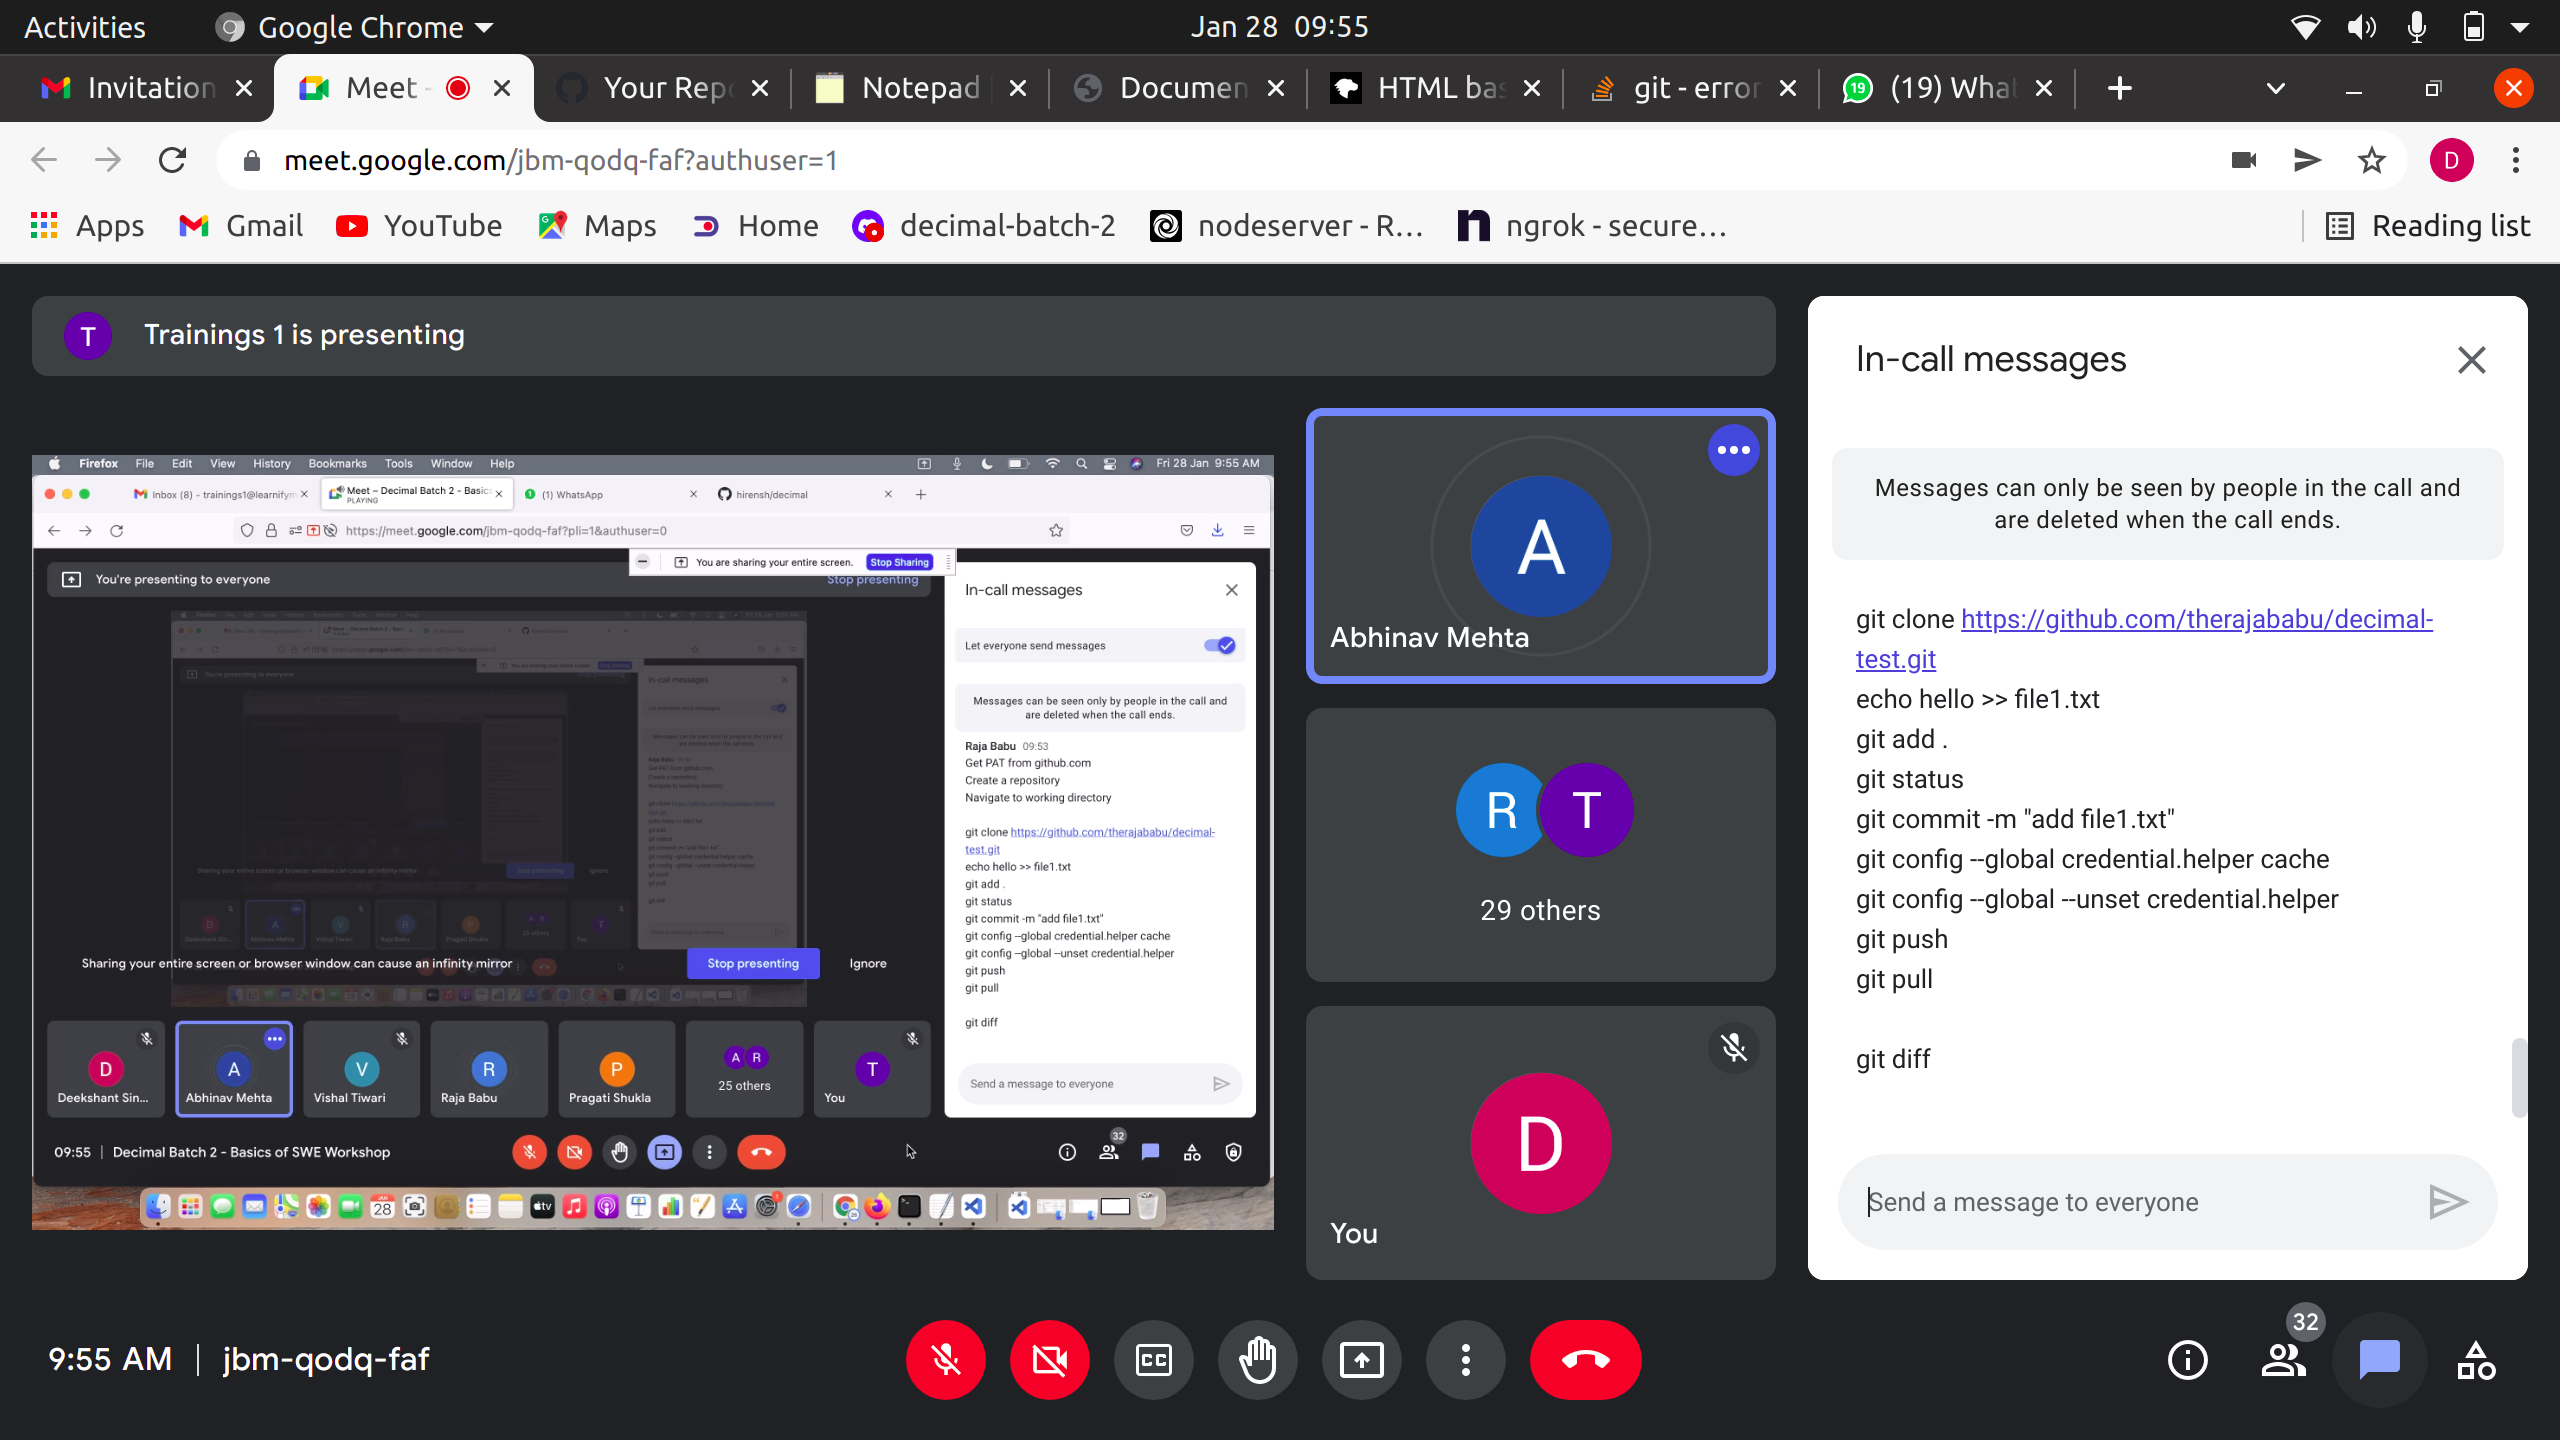 Activities
Google Chrome
Jan 28 09:55
Invitation
Meet -
Your Rep
Notepad
Documen
HTML bas
git - error
(19) What
19
meet.google.com/jbm-qodq-faf?authuser=1
D
Apps
Gmail
YouTube
Maps
Home
decimal-batch-2
nodeserver - R...
ngrok - secure...
Reading list
T
Trainings 1 is presenting
Firefox File Edit View History Bookmarks Tools Window Help
Fri 28 Jan 9:55 AM
Inbox (8) - trainings1@learnifyn
Meet – Decimal Batch 2 - Basics
PLAYING
(1) WhatsApp
hirensh/decimal
https://meet.google.com/jbm-qodq-faf?pli=1&authuser=0
You are sharing your entire screen.
Stop Sharing
You're presenting to everyone
Stop presenting
In-call messages
Let everyone send messages
Messages can be seen only by people in the call and
are deleted when the call ends.
Raja Babu 09:53
Get PAT from github.com
Create a repository
Navigate to working directory
git clone https://github.com/therajababu/decimal-
test.git
echo hello >> file1.txt
git add .
git status
git commit -m "add file1.txt"
git config --global credential.helper cache
git config --global --unset credential.helper
git push
git pull
git diff
Send a message to everyone
Sharing your entire screen or browser window can cause an infinity mirror
Stop presenting
Ignore
D
Deekshant Sin...
A
Abhinav Mehta
V
Vishal Tiwari
R
Raja Babu
P
Pragati Shukla
A R
25 others
T
You
09:55 | Decimal Batch 2 - Basics of SWE Workshop
32
JAN
28
tv
A
Abhinav Mehta
R T
29 others
D
You
In-call messages
Messages can only be seen by people in the call and
are deleted when the call ends.
git clone https://github.com/therajababu/decimal-
test.git
echo hello >> file1.txt
git add .
git status
git commit -m "add file1.txt"
git config --global credential.helper cache
git config --global --unset credential.helper
git push
git pull
git diff
Send a message to everyone
9:55 AM | jbm-qodq-faf
CC
32